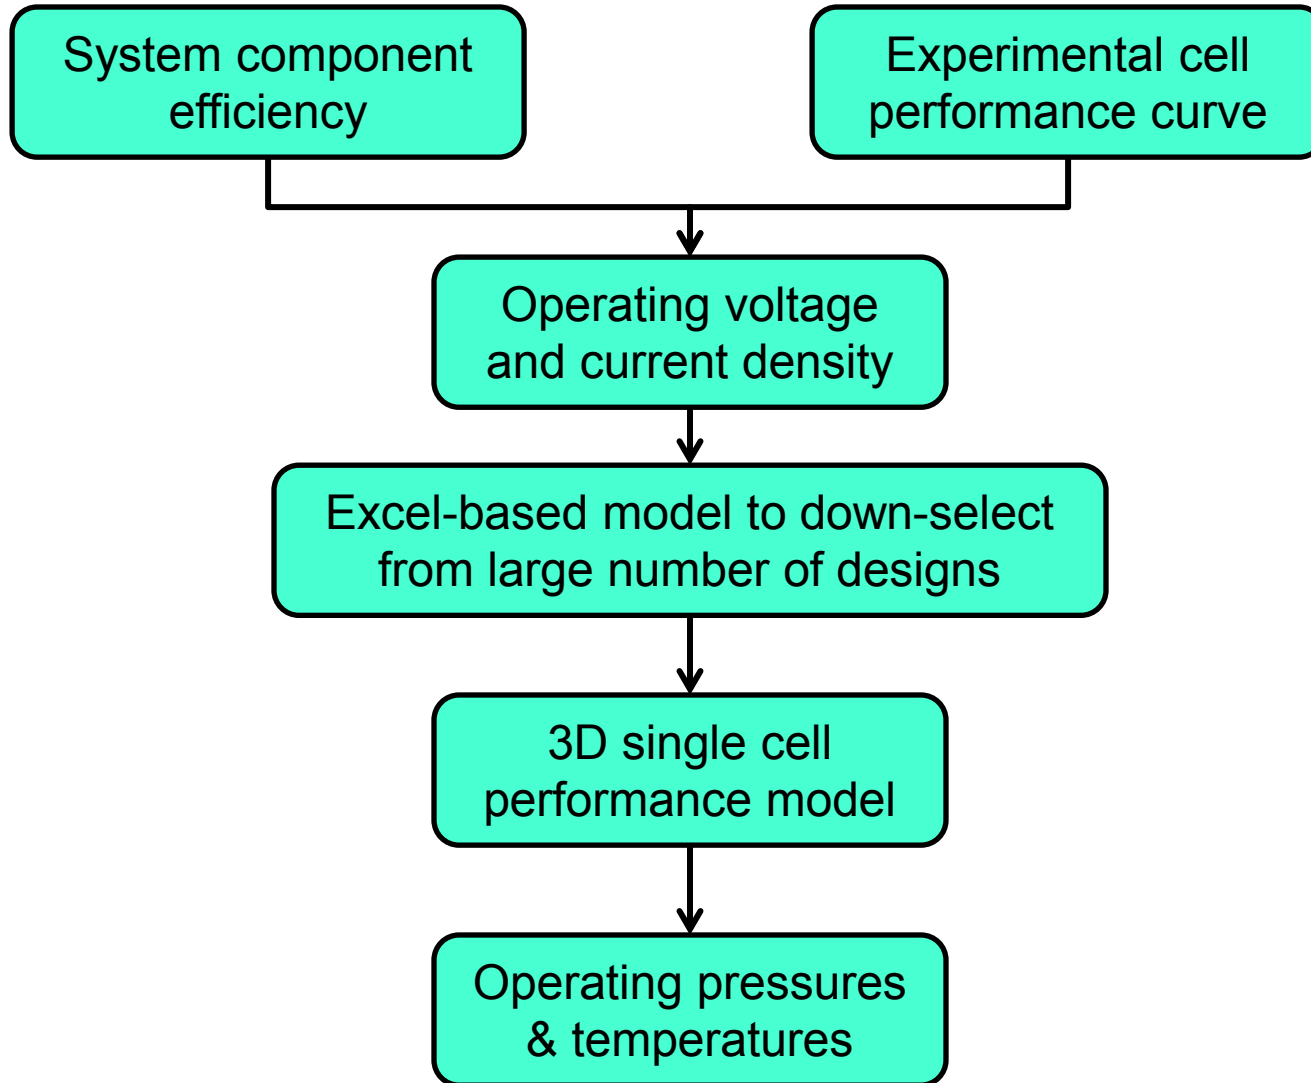 System component
efficiency
Experimental cell
performance curve
Operating voltage
and current density
Excel-based model to down-select
from large number of designs
3D single cell
performance model
Operating pressures
& temperatures